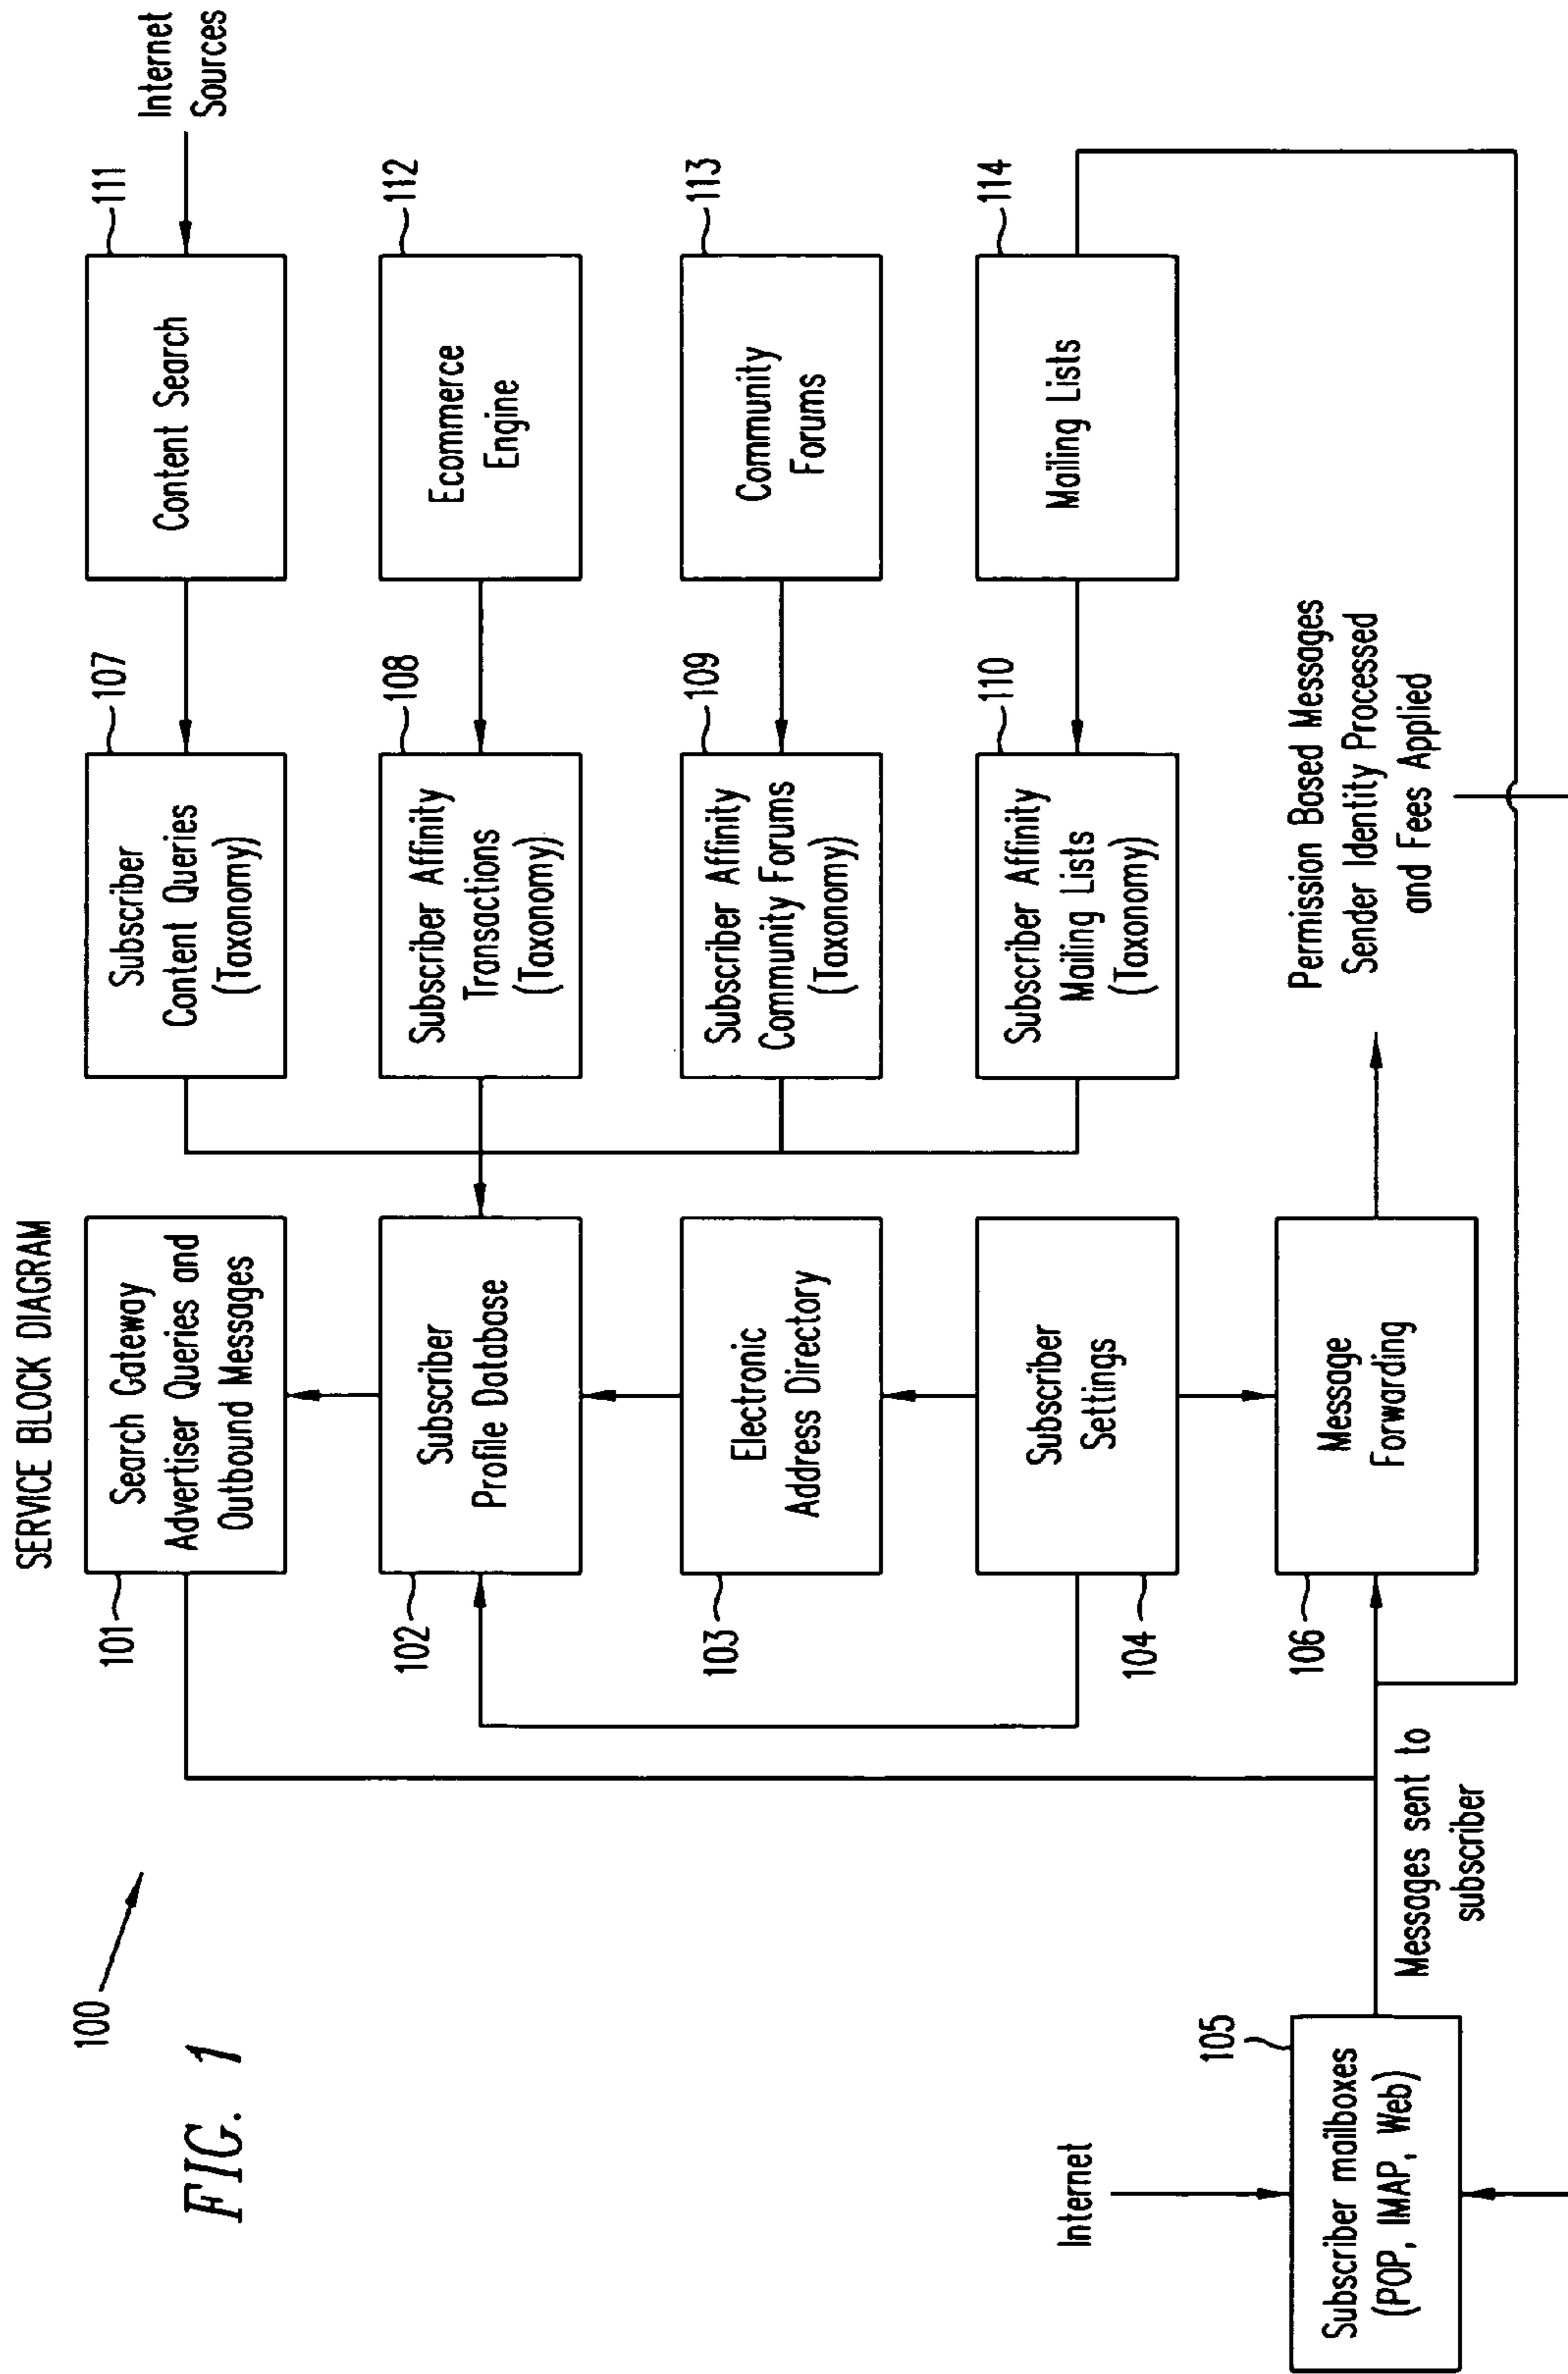 SERVICE BLOCK DIAGRAM
100
FIG. 1
101
Search Gateway
Advertiser Queries and
Outbound Messages
107
Subscriber
Content Queries
(Taxonomy)
111
Content Search
Internet
Sources
102
Subscriber
Profile Database
108
Subscriber Affinity
Transactions
(Taxonomy)
112
Ecommerce
Engine
103
Electronic
Address Directory
109
Subscriber Affinity
Community Forums
(Taxonomy)
113
Community
Forums
104
Subscriber
Settings
110
Subscriber Affinity
Mailing Lists
(Taxonomy)
114
Mailing Lists
Internet
105
Subscriber mailboxes
(POP, IMAP, Web)
Messages sent to
subscriber
106
Message
Forwarding
Permission Based Messages
Sender Identity Processed
and Fees Applied